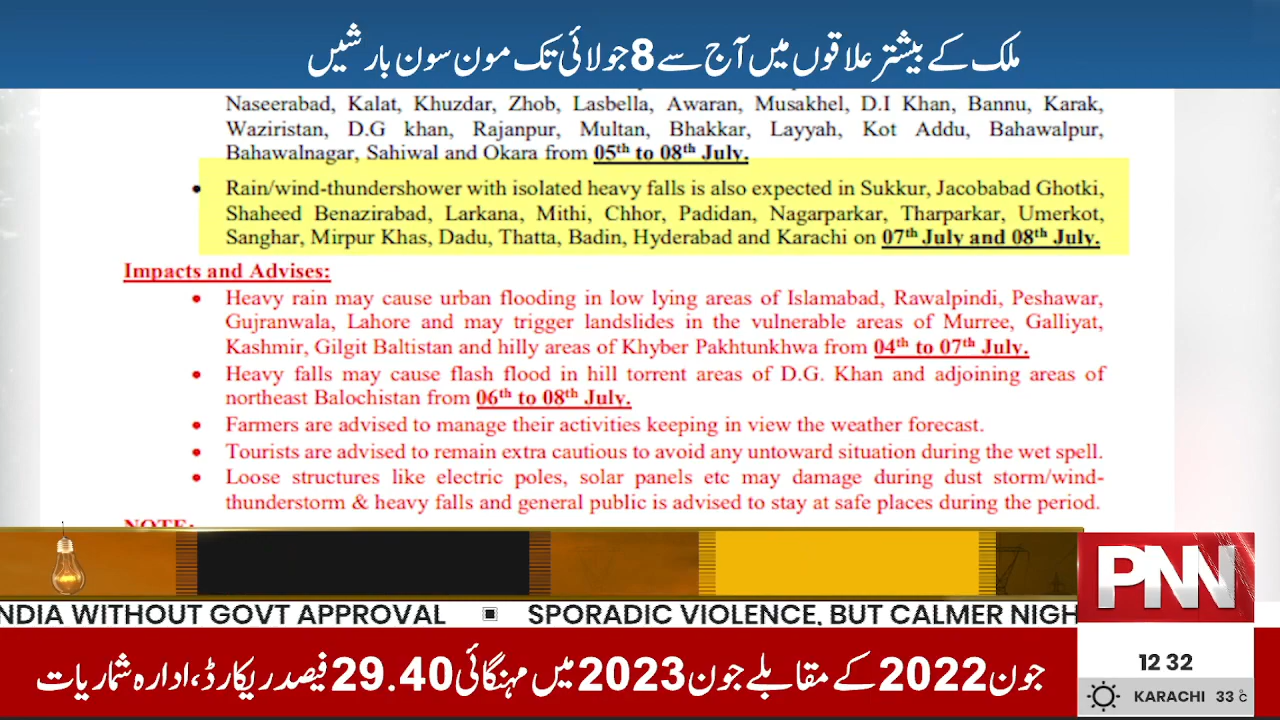 ملک کے بیشتر علاقوں میں آج سے 8 جولائی تک مون سون بارشیں
Naseerabad, Kalat, Khuzdar, Zhob, Lasbella, Awaran, Musakhel, D.I Khan, Bannu, Karak,
Waziristan, D.G khan, Rajanpur, Multan, Bhakkar, Layyah, Kot Addu, Bahawalpur,
Bahawalnagar, Sahiwal and Okara from 05th to 08th July.
• Rain/wind-thundershower with isolated heavy falls is also expected in Sukkur, Jacobabad Ghotki,
Shaheed Benazirabad, Larkana, Mithi, Chhor, Padidan, Nagarparkar, Tharparkar, Umerkot,
Sanghar, Mirpur Khas, Dadu, Thatta, Badin, Hyderabad and Karachi on 07th July and 08th July.
Impacts and Advises:
• Heavy rain may cause urban flooding in low lying areas of Islamabad, Rawalpindi, Peshawar,
Gujranwala, Lahore and may trigger landslides in the vulnerable areas of Murree, Galliyat,
Kashmir, Gilgit Baltistan and hilly areas of Khyber Pakhtunkhwa from 04th to 07th July.
• Heavy falls may cause flash flood in hill torrent areas of D.G. Khan and adjoining areas of
northeast Balochistan from 06th to 08th July.
• Farmers are advised to manage their activities keeping in view the weather forecast.
• Tourists are advised to remain extra cautious to avoid any untoward situation during the wet spell.
• Loose structures like electric poles, solar panels etc may damage during dust storm/wind-
thunderstorm & heavy falls and general public is advised to stay at safe places during the period.
NOTE:
PNN
NDIA WITHOUT GOVT APPROVAL ▣ SPORADIC VIOLENCE, BUT CALMER NIGH
جون 2022 کے مقابلے جون 2023 میں مہنگائی 29.40 فیصد ریکارڈ، ادارہ شماریات
12 32
KARACHI 33°C